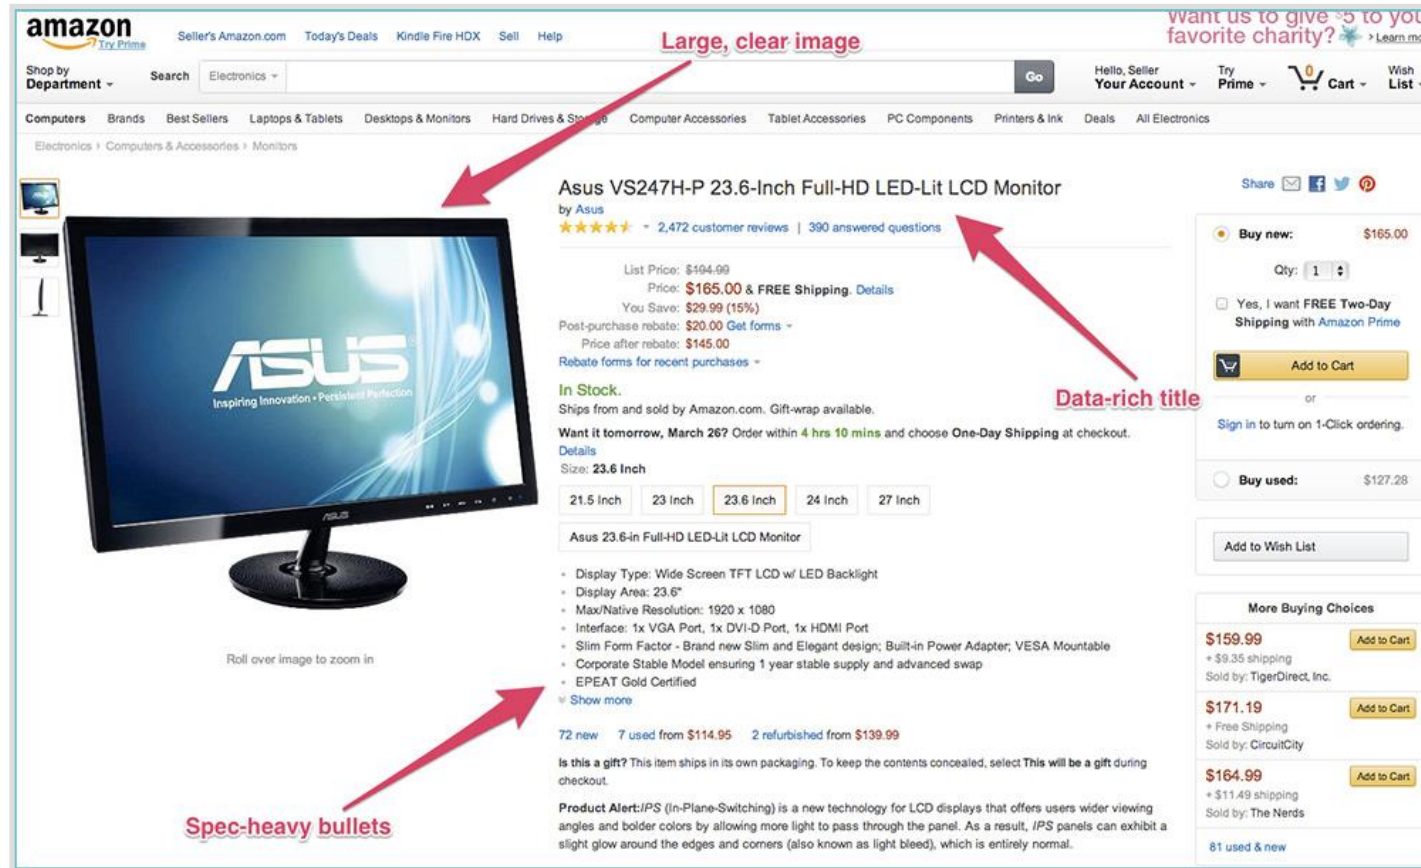 Want us to give $5 to you
favorite charity? › Learn mo
amazon
Try Prime
Seller's Amazon.com Today's Deals Kindle Fire HDX Sell Help
Large, clear image
Shop by
Department
Search Electronics Go
Hello, Seller
Your Account
Try
Prime
0
Cart
Wish
List
Computers Brands Best Sellers Laptops & Tablets Desktops & Monitors Hard Drives & Storage Computer Accessories Tablet Accessories PC Components Printers & Ink Deals All Electronics
Electronics › Computers & Accessories › Monitors
Asus VS247H-P 23.6-Inch Full-HD LED-Lit LCD Monitor
by Asus
2,472 customer reviews | 390 answered questions
List Price: $194.99
Price: $165.00 & FREE Shipping. Details
You Save: $29.99 (15%)
Post-purchase rebate: $20.00 Get forms
Price after rebate: $145.00
Rebate forms for recent purchases
In Stock.
Ships from and sold by Amazon.com. Gift-wrap available.
Want it tomorrow, March 26? Order within 4 hrs 10 mins and choose One-Day Shipping at checkout.
Details
Size: 23.6 Inch
21.5 Inch 23 Inch 23.6 Inch 24 Inch 27 Inch
Asus 23.6-in Full-HD LED-Lit LCD Monitor
Display Type: Wide Screen TFT LCD w/ LED Backlight
Display Area: 23.6"
Max/Native Resolution: 1920 x 1080
Interface: 1x VGA Port, 1x DVI-D Port, 1x HDMI Port
Slim Form Factor - Brand new Slim and Elegant design; Built-in Power Adapter; VESA Mountable
Corporate Stable Model ensuring 1 year stable supply and advanced swap
EPEAT Gold Certified
Show more
72 new 7 used from $114.95 2 refurbished from $139.99
Is this a gift? This item ships in its own packaging. To keep the contents concealed, select This will be a gift during
checkout.
Product Alert:IPS (In-Plane-Switching) is a new technology for LCD displays that offers users wider viewing
angles and bolder colors by allowing more light to pass through the panel. As a result, IPS panels can exhibit a
slight glow around the edges and corners (also known as light bleed), which is entirely normal.
ASUS
Inspiring Innovation • Persistent Perfection
ASUS
Roll over image to zoom in
Spec-heavy bullets
Data-rich title
Share
Buy new: $165.00
Qty: 1
Yes, I want FREE Two-Day
Shipping with Amazon Prime
Add to Cart
or
Sign in to turn on 1-Click ordering.
Buy used: $127.28
Add to Wish List
More Buying Choices
$159.99 Add to Cart
+ $9.35 shipping
Sold by: TigerDirect, Inc.
$171.19 Add to Cart
+ Free Shipping
Sold by: CircuitCity
$164.99 Add to Cart
+ $11.49 shipping
Sold by: The Nerds
81 used & new